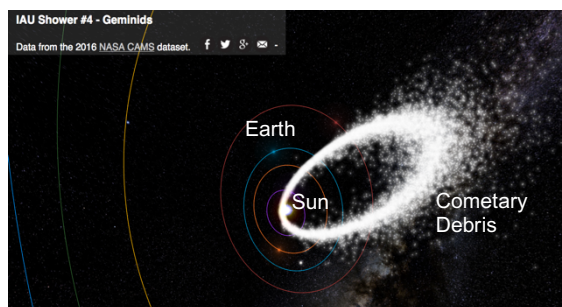 IAU Shower #4 - Geminids
Data from the 2016 NASA CAMS dataset.
Earth
Sun
Cometary
Debris